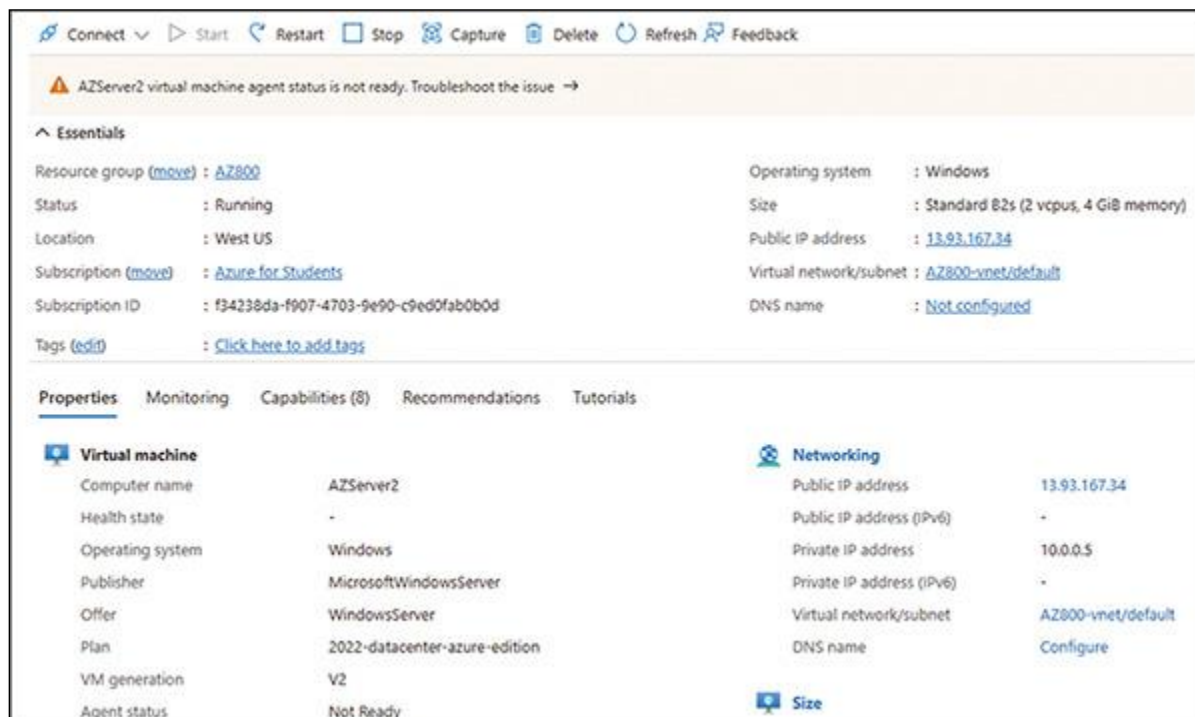 Connect Start Restart Stop Capture Delete Refresh Feedback
AZServer2 virtual machine agent status is not ready. Troubleshoot the issue →
Essentials
Resource group (move) : AZ800
Status : Running
Location : West US
Subscription (move) : Azure for Students
Subscription ID : f34238da-f907-4703-9e90-c9ed0fab0b0d
Tags (edit) : Click here to add tags
Operating system : Windows
Size : Standard B2s (2 vcpus, 4 GiB memory)
Public IP address : 13.93.167.34
Virtual network/subnet : AZ800-vnet/default
DNS name : Not configured
Properties Monitoring Capabilities (8) Recommendations Tutorials
Virtual machine
Computer name AZServer2
Health state -
Operating system Windows
Publisher MicrosoftWindowsServer
Offer WindowsServer
Plan 2022-datacenter-azure-edition
VM generation V2
Agent status Not Ready
Networking
Public IP address 13.93.167.34
Public IP address (IPv6) -
Private IP address 10.0.0.5
Private IP address (IPv6) -
Virtual network/subnet AZ800-vnet/default
DNS name Configure
Size